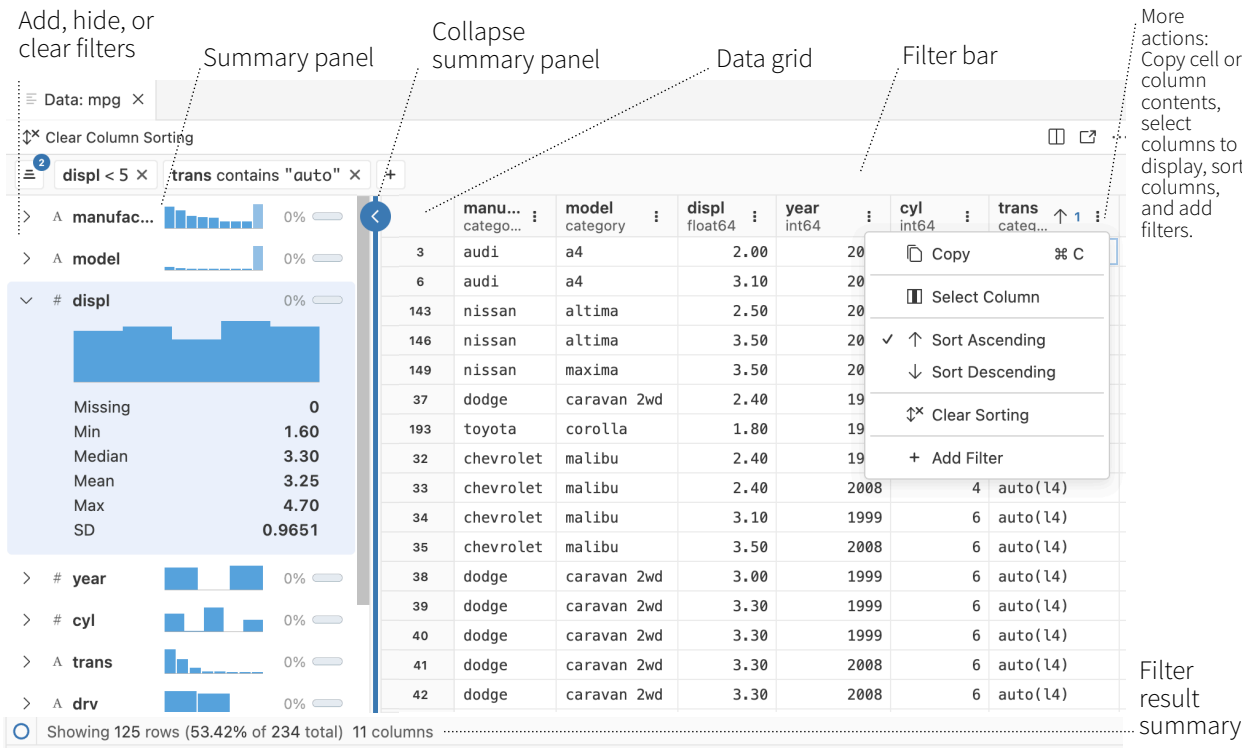 Add, hide, or
clear filters
Summary panel
Collapse
summary panel
Data grid
Filter bar
More
actions:
Copy cell or
column
contents,
select
columns to
display, sort
columns,
and add
filters.
Data: mpg
Clear Column Sorting
2
displ < 5
trans contains "auto"
+
A manufac... 0%
A model 0%
# displ 0%
Missing 0
Min 1.60
Median 3.30
Mean 3.25
Max 4.70
SD 0.9651
# year 0%
# cyl 0%
A trans 0%
A drv 0%
manu... model displ year cyl trans 1
catego... category float64 int64 int64 categ...
3 audi a4 2.00 20
6 audi a4 3.10 20
143 nissan altima 2.50 20
146 nissan altima 3.50 20
149 nissan maxima 3.50 20
37 dodge caravan 2wd 2.40 19
193 toyota corolla 1.80 19
32 chevrolet malibu 2.40 19
33 chevrolet malibu 2.40 2008 4 auto(l4)
34 chevrolet malibu 3.10 1999 6 auto(l4)
35 chevrolet malibu 3.50 2008 6 auto(l4)
38 dodge caravan 2wd 3.00 1999 6 auto(l4)
39 dodge caravan 2wd 3.30 1999 6 auto(l4)
40 dodge caravan 2wd 3.30 1999 6 auto(l4)
41 dodge caravan 2wd 3.30 2008 6 auto(l4)
42 dodge caravan 2wd 3.30 2008 6 auto(l4)
Copy ⌘ C
Select Column
✓ ↑ Sort Ascending
↓ Sort Descending
Clear Sorting
+ Add Filter
Showing 125 rows (53.42% of 234 total) 11 columns
Filter
result
summary